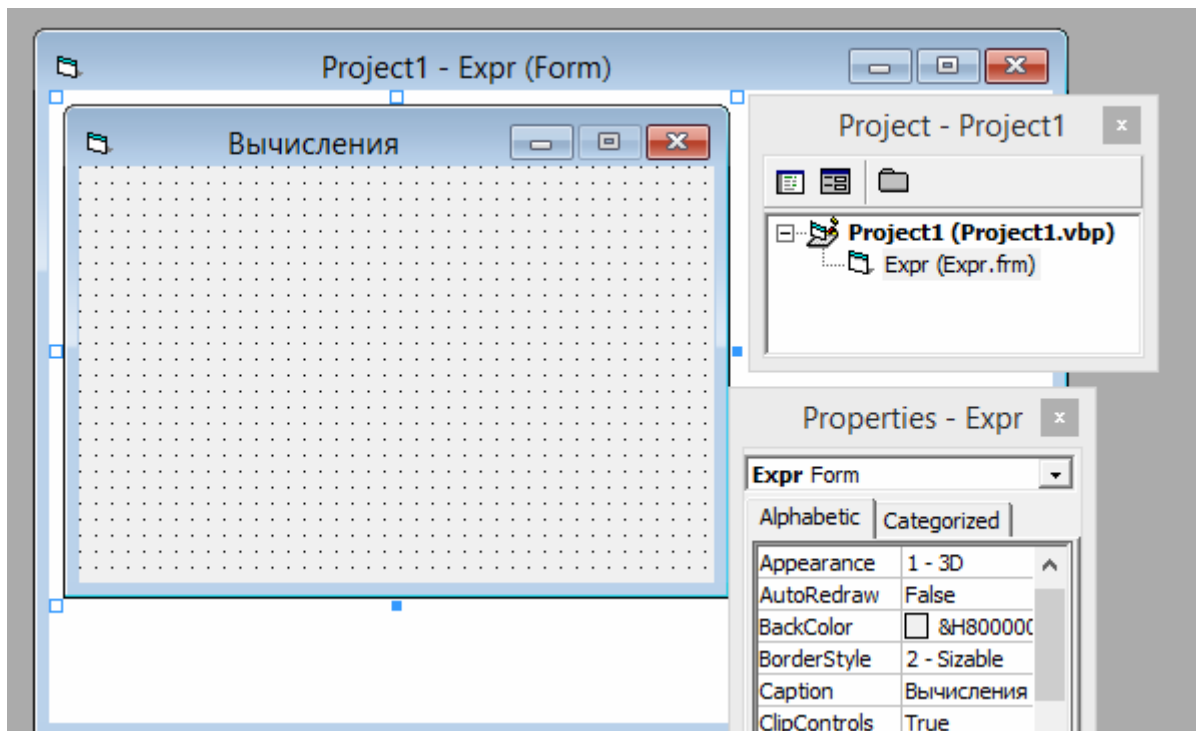 Project1 - Expr (Form)
Вычисления
Project - Project1
Project1 (Project1.vbp)
Expr (Expr.frm)
Properties - Expr
Expr Form
Alphabetic Categorized
Appearance 1 - 3D
AutoRedraw False
BackColor &H800000
BorderStyle 2 - Sizable
Caption Вычисления
ClipControls True